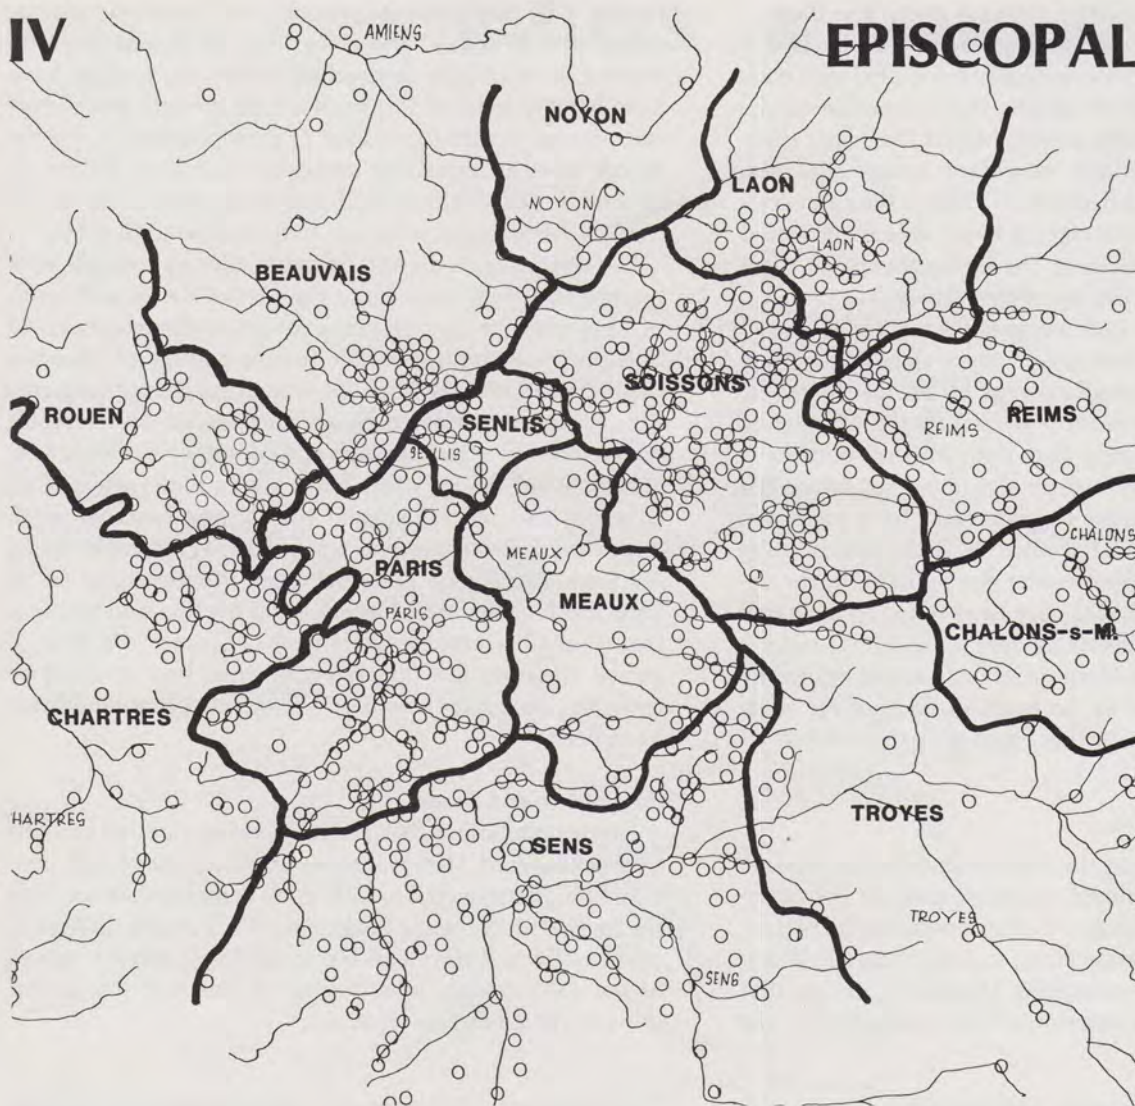 IV
EPISCOPAL
AMIENS
NOYON
LAON
NOYON
LAON
BEAUVAIS
SOISSONS
ROUEN
SENLIS
REIMS
REIMS
SENLIS
CHÂLONS
MEAUX
PARIS
MEAUX
PARIS
CHALONS-s-M.
CHARTRES
HARTRES
TROYES
SENS
TROYES
SENS